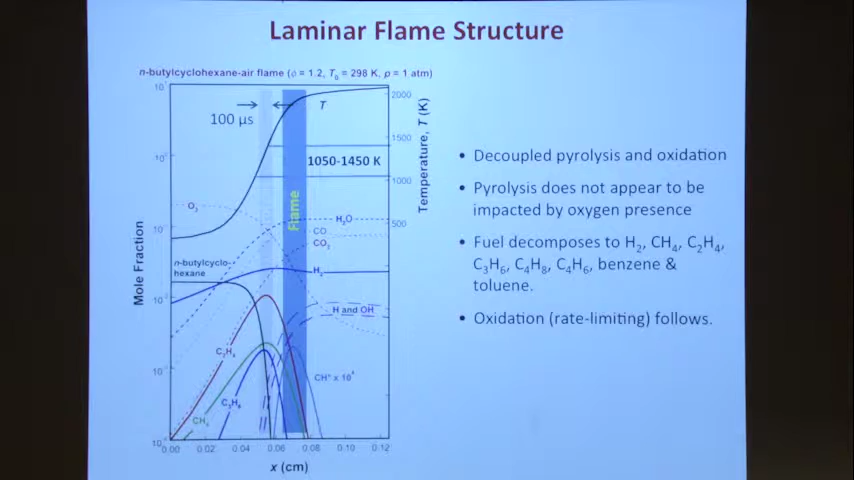 Laminar Flame Structure
n-butylcyclohexane-air flame (ϕ = 1.2, T₀ = 298 K, p = 1 atm)
T
100 µs
2000
1500
1050-1450 K
1000
500
Temperature, T (K)
Mole Fraction
Flame
O₂
H₂O
CO
CO₂
n-butylcyclo-
hexane
H₂
H and OH
C₂H₄
CH* x 10⁴
C₃H₆
CH₄
0.00 0.02 0.04 0.06 0.08 0.10 0.12
x (cm)
• Decoupled pyrolysis and oxidation
• Pyrolysis does not appear to be
impacted by oxygen presence
• Fuel decomposes to H₂, CH₄, C₂H₄,
C₃H₆, C₄H₈, C₄H₆, benzene &
toluene.
• Oxidation (rate-limiting) follows.